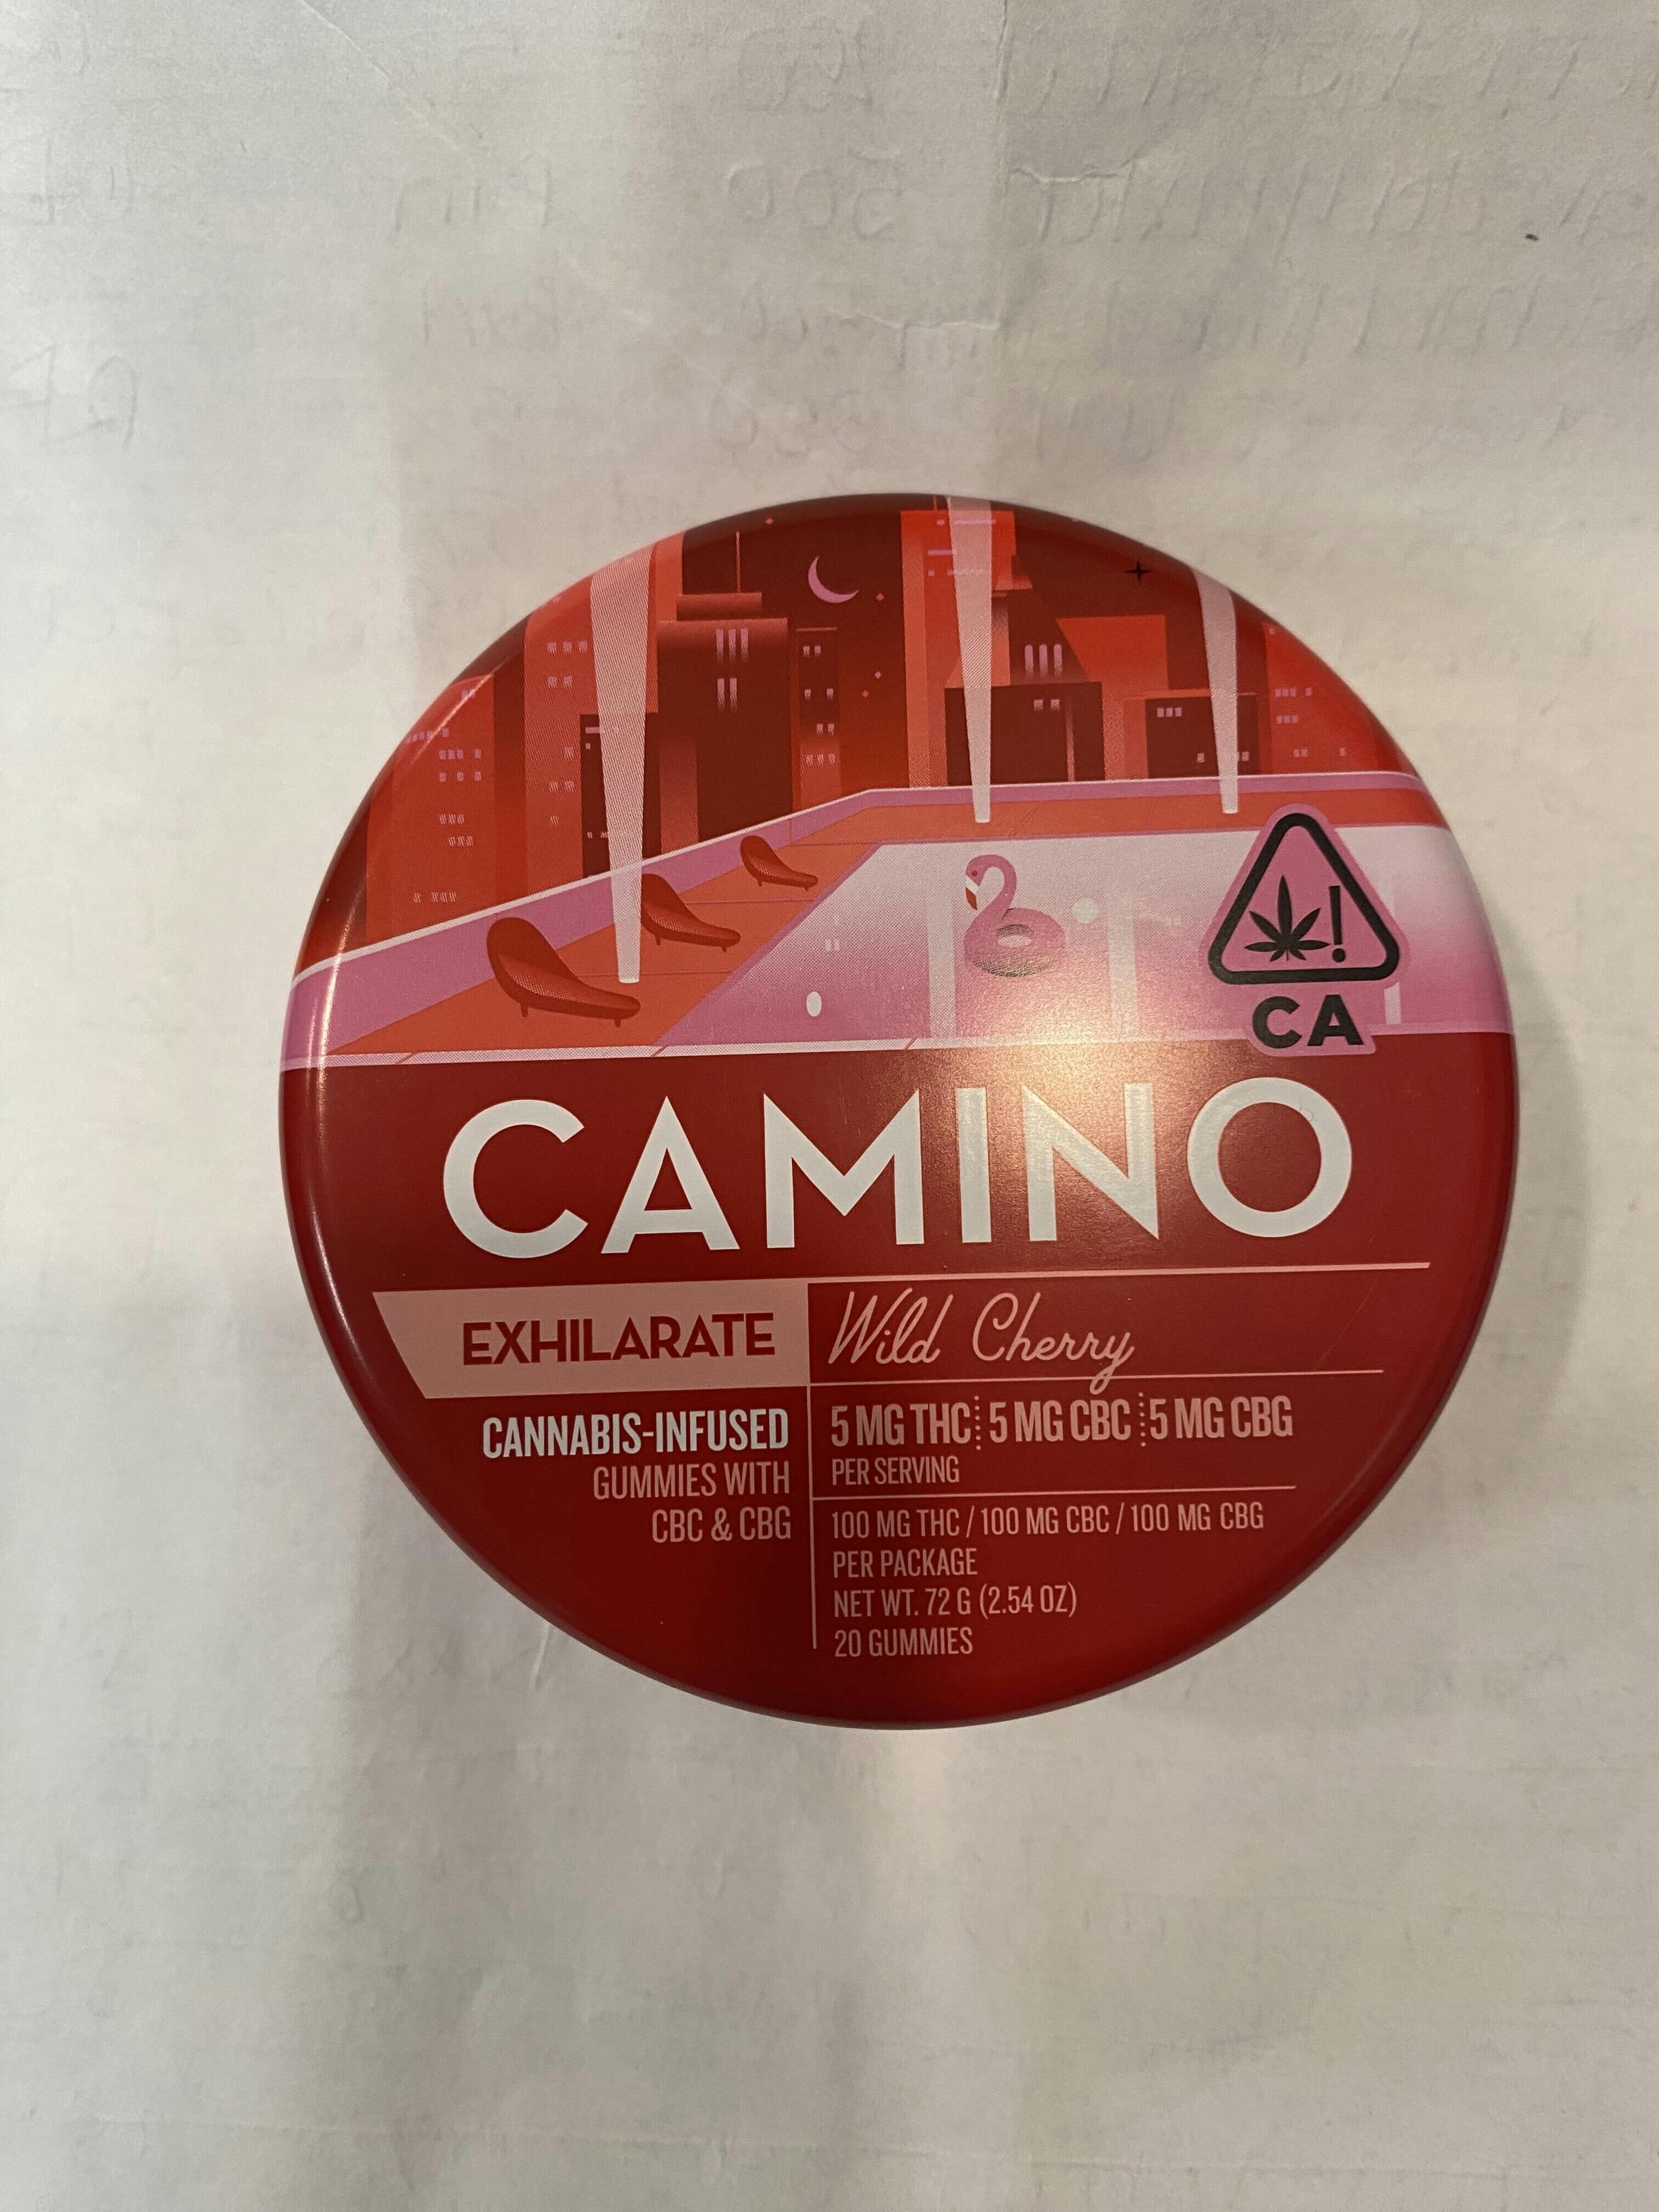 CA
CAMINO
EXHILARATE
Wild Cherry
CANNABIS-INFUSED
GUMMIES WITH
CBC & CBG
5 MG THC 5 MG CBC 5 MG CBG
PER SERVING
100 MG THC / 100 MG CBC / 100 MG CBG
PER PACKAGE
NET WT. 72 G (2.54 OZ)
20 GUMMIES